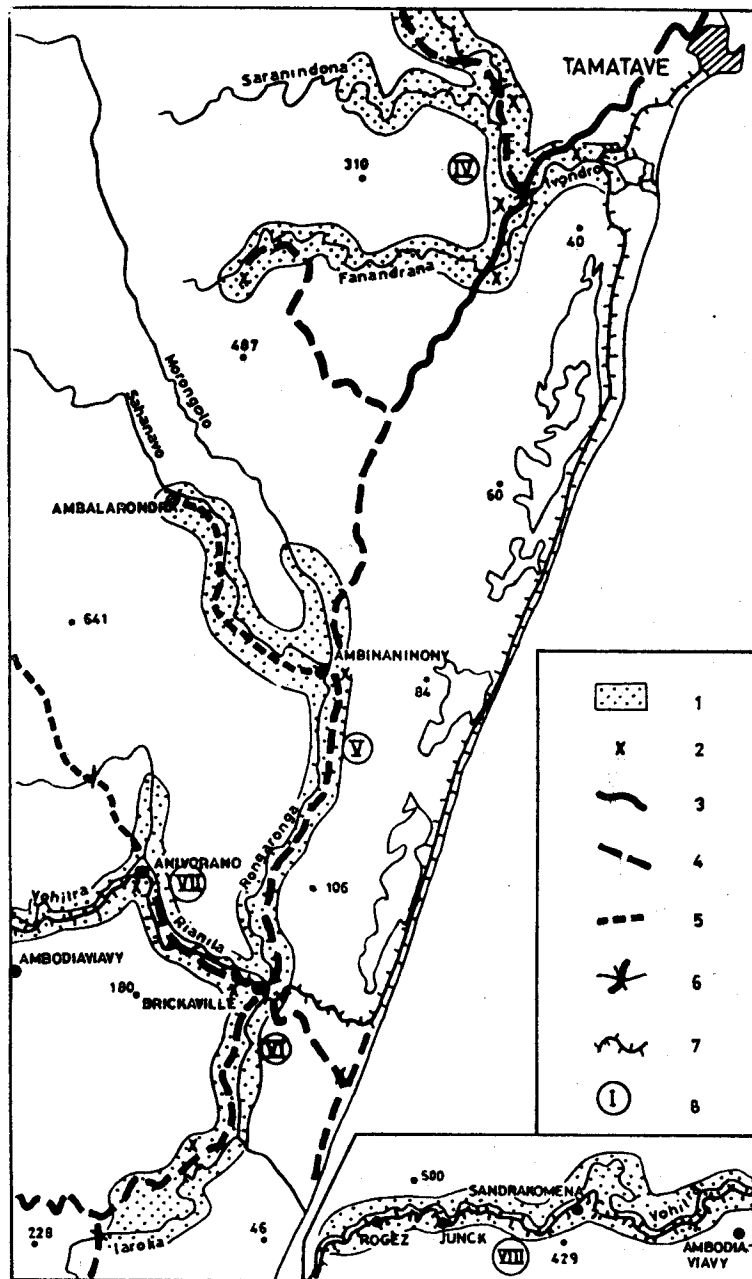 TAMATAVE
Saranindona
310
IV
Ivondro
40
Fanandrana
487
Morongolo
Sahanavo
60
AMBALARONDRA
641
AMBINANINONY
84
V
Rongaronga
ANIVORANO
VII
106
Vohitra
Rianila
AMBODIAVIAVY
180
BRICKAVILLE
VI
228
Iaroka
46
1
2
3
4
5
6
7
I
8
500
SANDRAKOMENA
Vohitra
ROGEZ
JUNCK
VIII
429
AMBODIA-
VIAVY